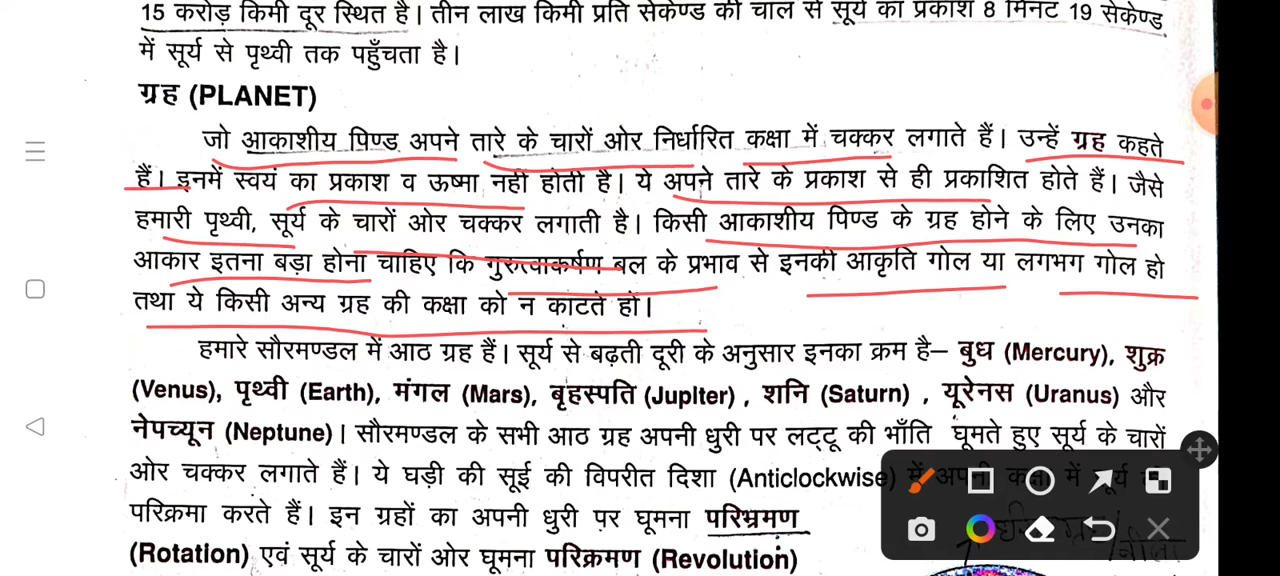 15 करोड़ किमी दूर स्थित है। तीन लाख किमी प्रति सेकेण्ड की चाल से सूर्य का प्रकाश 8 मिनट 19 सेकेण्ड
में सूर्य से पृथ्वी तक पहुँचता है।
ग्रह (PLANET)
जो आकाशीय पिण्ड अपने तारे के चारों ओर निर्धारित कक्षा में चक्कर लगाते हैं। उन्हें ग्रह कहते
हैं। इनमें स्वयं का प्रकाश व ऊष्मा नहीं होती है। ये अपने तारे के प्रकाश से ही प्रकाशित होते हैं। जैसे
हमारी पृथ्वी, सूर्य के चारों ओर चक्कर लगाती है। किसी आकाशीय पिण्ड के ग्रह होने के लिए उनका
आकार इतना बड़ा होना चाहिए कि गुरुत्वाकर्षण बल के प्रभाव से इनकी आकृति गोल या लगभग गोल हो
तथा ये किसी अन्य ग्रह की कक्षा को न काटते हों।
हमारे सौरमण्डल में आठ ग्रह हैं। सूर्य से बढ़ती दूरी के अनुसार इनका क्रम है– बुध (Mercury), शुक्र
(Venus), पृथ्वी (Earth), मंगल (Mars), बृहस्पति (Jupiter) , शनि (Saturn) , यूरेनस (Uranus) और
नेपच्यून (Neptune)। सौरमण्डल के सभी आठ ग्रह अपनी धुरी पर लट्टू की भाँति घूमते हुए सूर्य के चारों
ओर चक्कर लगाते हैं। ये घड़ी की सूई की विपरीत दिशा (Anticlockwise) में अपनी कक्षा में सूर्य
परिक्रमा करते हैं। इन ग्रहों का अपनी धुरी पर घूमना परिभ्रमण
(Rotation) एवं सूर्य के चारों ओर घूमना परिक्रमण (Revolution)